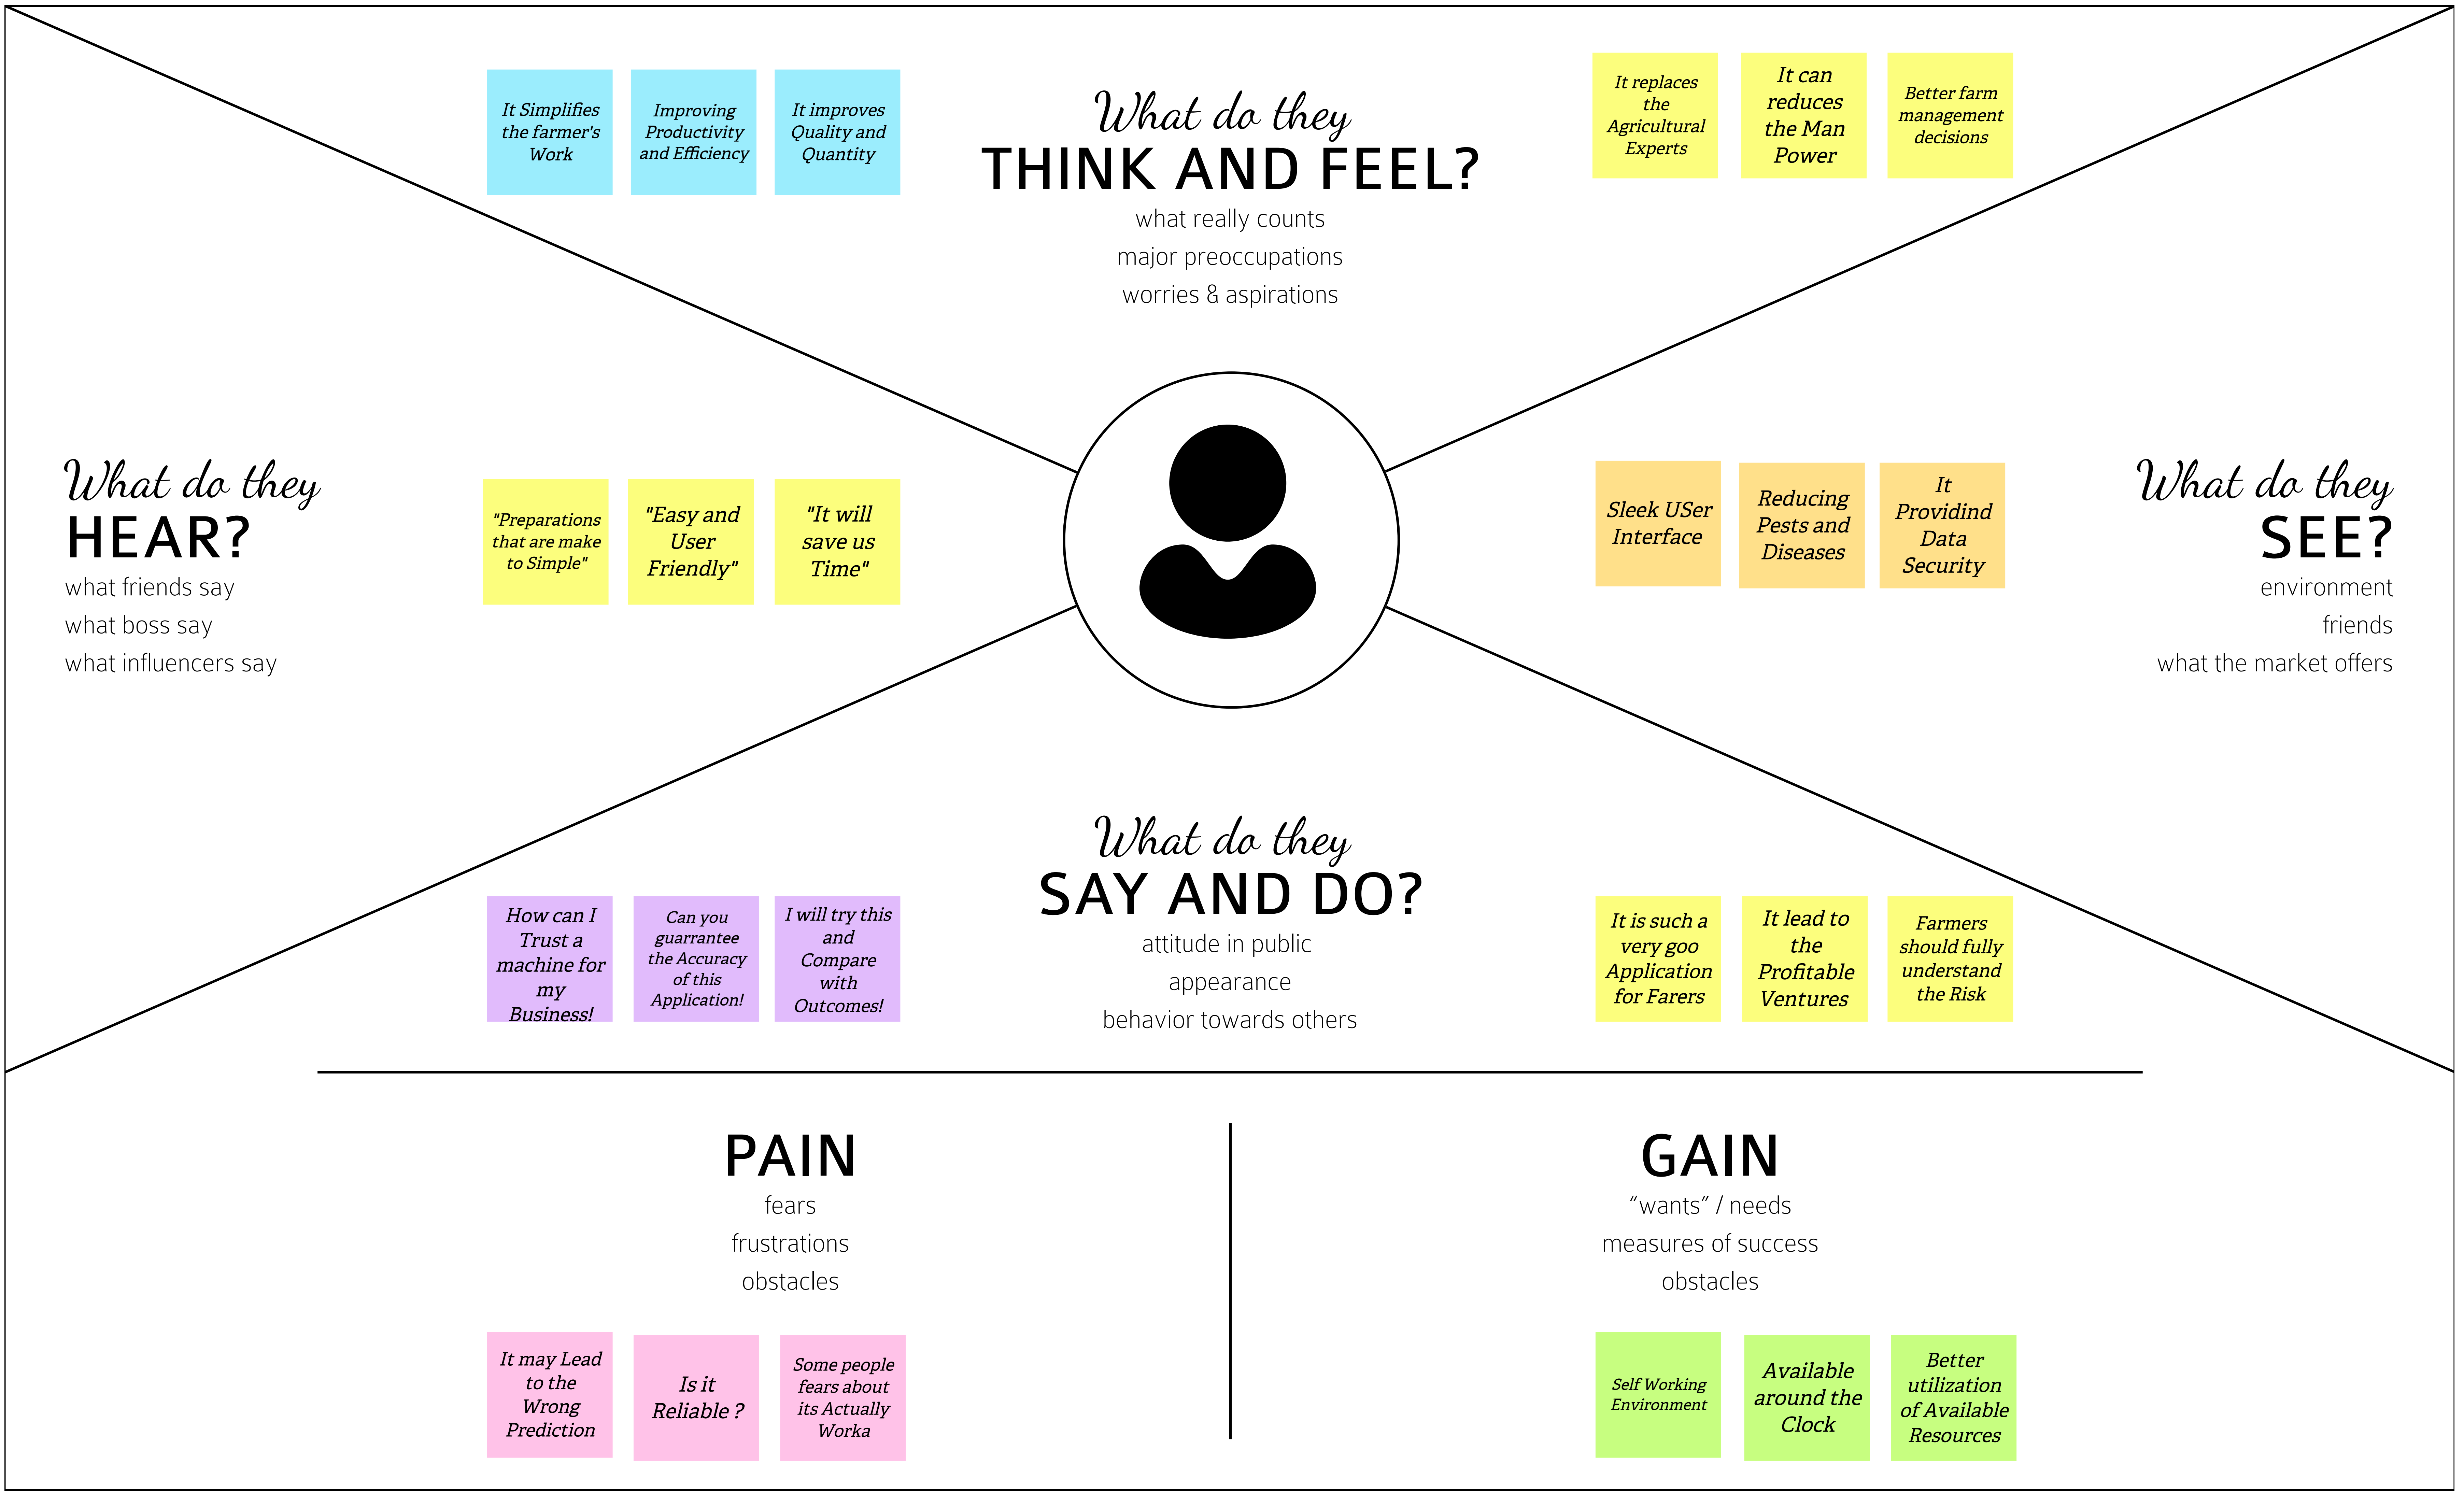 It Simplifies
the farmer's
Work
Improving
Productivity
and Efficiency
It improves
Quality and
Quantity
What do they
THINK AND FEEL?
what really counts
major preoccupations
worries & aspirations
It replaces
the
Agricultural
Experts
It can
reduces
the Man
Power
Better farm
management
decisions
What do they
HEAR?
what friends say
what boss say
what influencers say
"Preparations
that are make
to Simple"
"Easy and
User
Friendly"
"It will
save us
Time"
Sleek USer
Interface
Reducing
Pests and
Diseases
It
Providind
Data
Security
What do they
SEE?
environment
friends
what the market offers
How can I
Trust a
machine for
my
Business!
Can you
guarrantee
the Accuracy
of this
Application!
I will try this
and
Compare
with
Outcomes!
What do they
SAY AND DO?
attitude in public
appearance
behavior towards others
It is such a
very goo
Application
for Farers
It lead to
the
Profitable
Ventures
Farmers
should fully
understand
the Risk
PAIN
fears
frustrations
obstacles
It may Lead
to the
Wrong
Prediction
Is it
Reliable ?
Some people
fears about
its Actually
Worka
GAIN
“wants” / needs
measures of success
obstacles
Self Working
Environment
Available
around the
Clock
Better
utilization
of Available
Resources